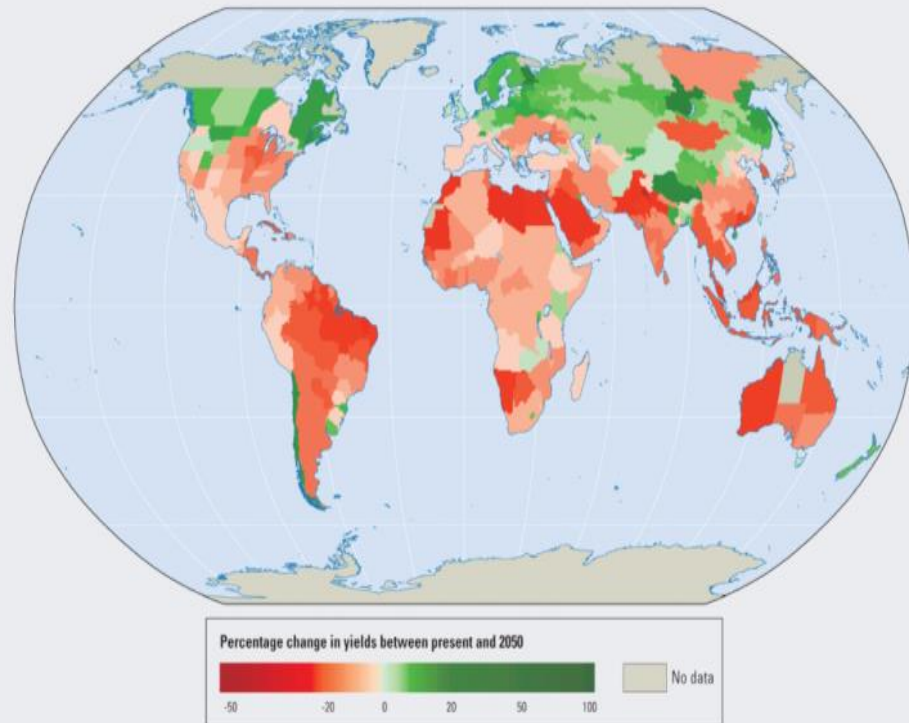 Percentage change in yields between present and 2050
No data
-50 -20 0 20 50 100